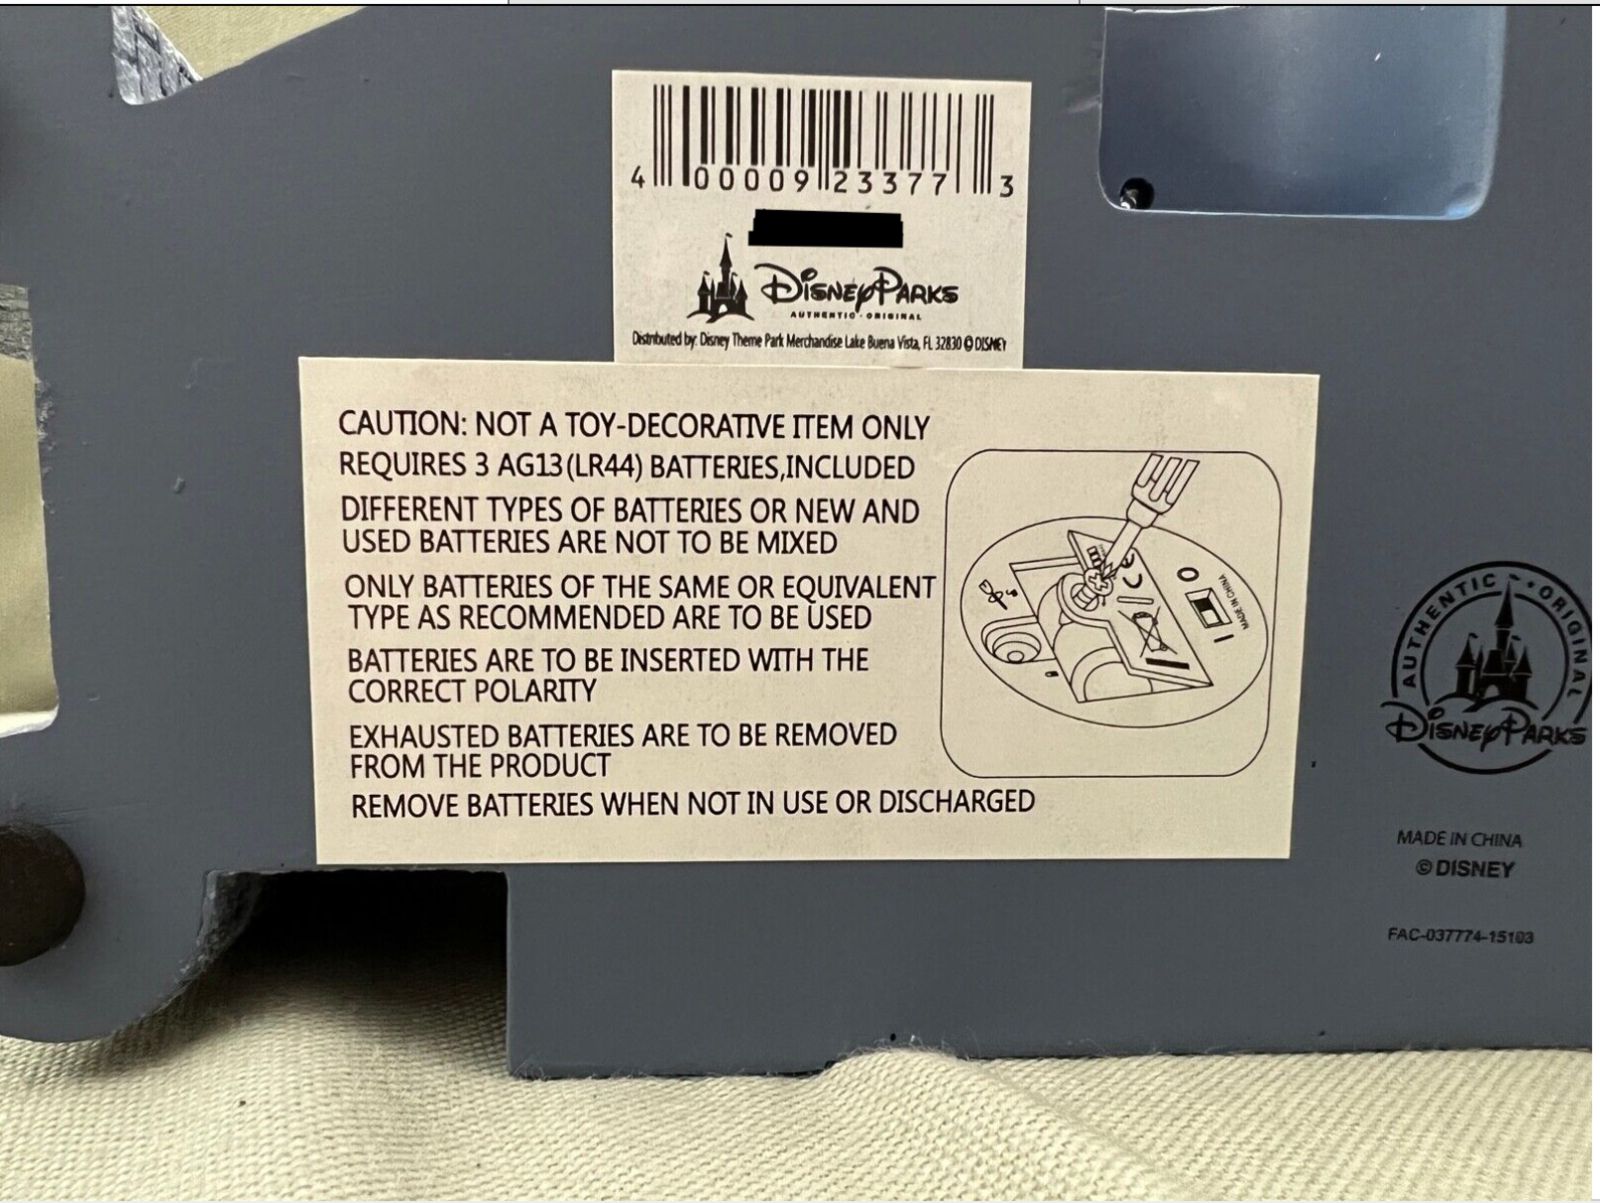 4 00009 23377 3
Disney Parks
AUTHENTIC • ORIGINAL
Distributed by: Disney Theme Park Merchandise Lake Buena Vista, FL 32830 © DISNEY
CAUTION: NOT A TOY-DECORATIVE ITEM ONLY
REQUIRES 3 AG13(LR44) BATTERIES,INCLUDED
DIFFERENT TYPES OF BATTERIES OR NEW AND
USED BATTERIES ARE NOT TO BE MIXED
ONLY BATTERIES OF THE SAME OR EQUIVALENT
TYPE AS RECOMMENDED ARE TO BE USED
BATTERIES ARE TO BE INSERTED WITH THE
CORRECT POLARITY
EXHAUSTED BATTERIES ARE TO BE REMOVED
FROM THE PRODUCT
REMOVE BATTERIES WHEN NOT IN USE OR DISCHARGED
CE
O
MADE IN CHINA
I
AUTHENTIC • ORIGINAL
Disney Parks
MADE IN CHINA
© DISNEY
FAC-037774-15103